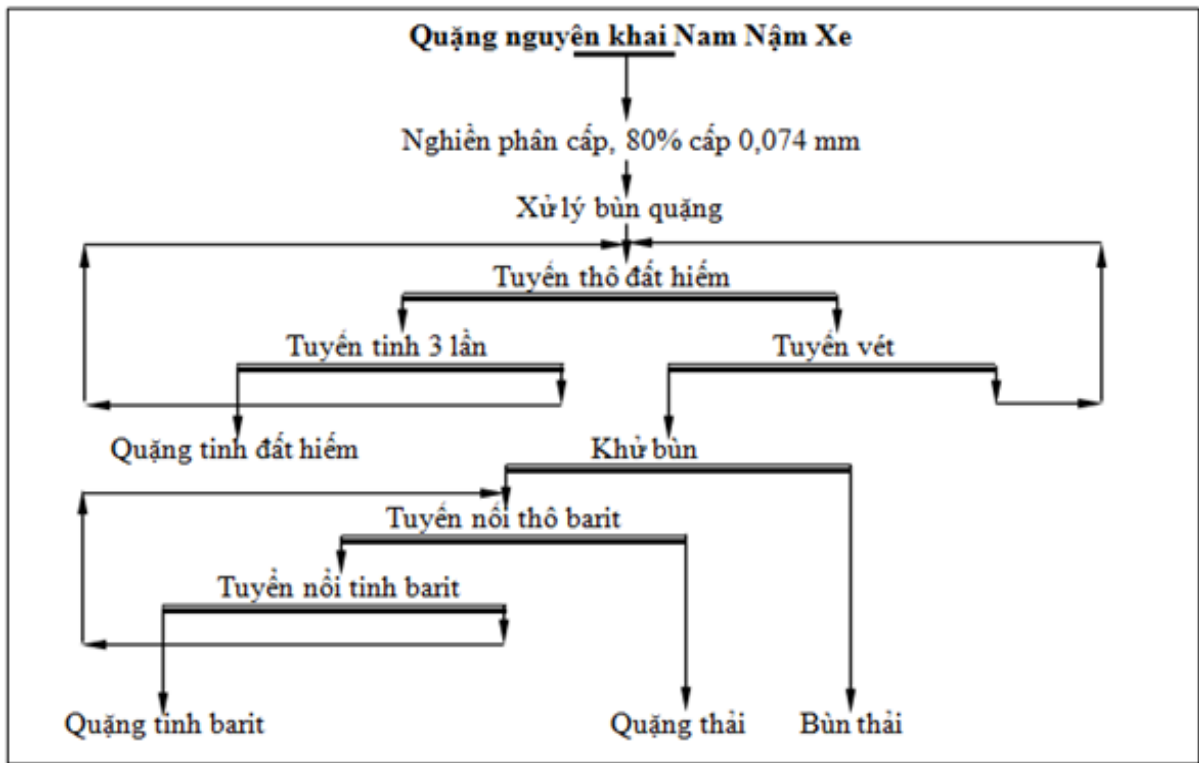 Quặng nguyên khai Nam Nậm Xe
Nghiền phân cấp, 80% cấp 0,074 mm
Xử lý bùn quặng
Tuyển thô đất hiếm
Tuyển tinh 3 lần
Tuyển vét
Quặng tinh đất hiếm
Khử bùn
Tuyển nổi thô barit
Tuyển nổi tinh barit
Quặng tinh barit
Quặng thải
Bùn thải